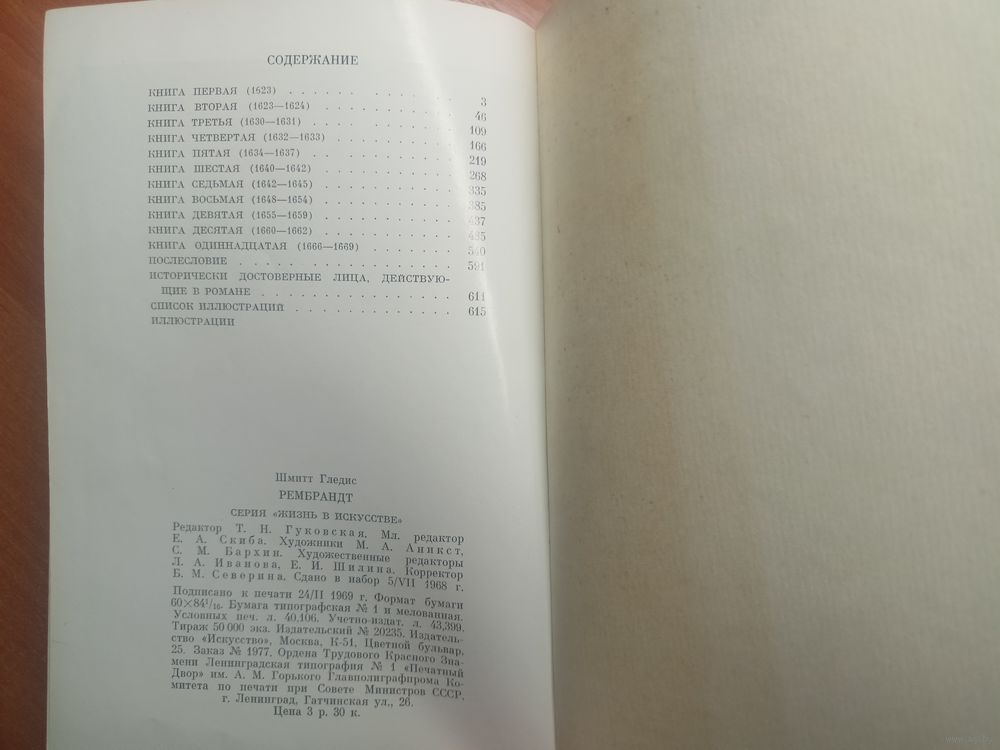 СОДЕРЖАНИЕ
КНИГА ПЕРВАЯ (1623) . . . . . . . . . . . . 3
КНИГА ВТОРАЯ (1623—1624) . . . . . . . . . 46
КНИГА ТРЕТЬЯ (1630—1631) . . . . . . . . . 109
КНИГА ЧЕТВЕРТАЯ (1632—1633) . . . . . . . . 166
КНИГА ПЯТАЯ (1634—1637) . . . . . . . . . . 219
КНИГА ШЕСТАЯ (1640—1642) . . . . . . . . . 268
КНИГА СЕДЬМАЯ (1642—1645) . . . . . . . . . 335
КНИГА ВОСЬМАЯ (1648—1654) . . . . . . . . . 385
КНИГА ДЕВЯТАЯ (1655—1659) . . . . . . . . . 437
КНИГА ДЕСЯТАЯ (1660—1662) . . . . . . . . . 485
КНИГА ОДИННАДЦАТАЯ (1666—1669) . . . . . . 540
ПОСЛЕСЛОВИЕ . . . . . . . . . . . . . . . 591
ИСТОРИЧЕСКИ ДОСТОВЕРНЫЕ ЛИЦА, ДЕЙСТВУЮ-
ЩИЕ В РОМАНЕ . . . . . . . . . . . . . . 611
СПИСОК ИЛЛЮСТРАЦИЙ . . . . . . . . . . . 615
ИЛЛЮСТРАЦИИ
Шмитт Гледис
РЕМБРАНДТ
СЕРИЯ «ЖИЗНЬ В ИСКУССТВЕ»
Редактор Т. Н. Гуковская. Мл. редактор
Е. А. Скиба. Художники М. А. Аникст,
С. М. Бархин. Художественные редакторы
Л. А. Иванова, Е. И. Шилина. Корректор
Б. М. Северина. Сдано в набор 5/VII 1968 г.
Подписано к печати 24/II 1969 г. Формат бумаги
60×84¹/₁₆. Бумага типографская № 1 и мелованная.
Условных печ. л. 40,106. Учетно-издат. л. 43,399.
Тираж 50 000 экз. Издательский № 20235. Издатель-
ство «Искусство», Москва, К-51, Цветной бульвар,
25. Заказ № 1977. Ордена Трудового Красного Зна-
мени Ленинградская типография № 1 «Печатный
Двор» им. А. М. Горького Главполиграфпрома Ко-
митета по печати при Совете Министров СССР,
г. Ленинград, Гатчинская ул., 26.
Цена 3 р. 30 к.